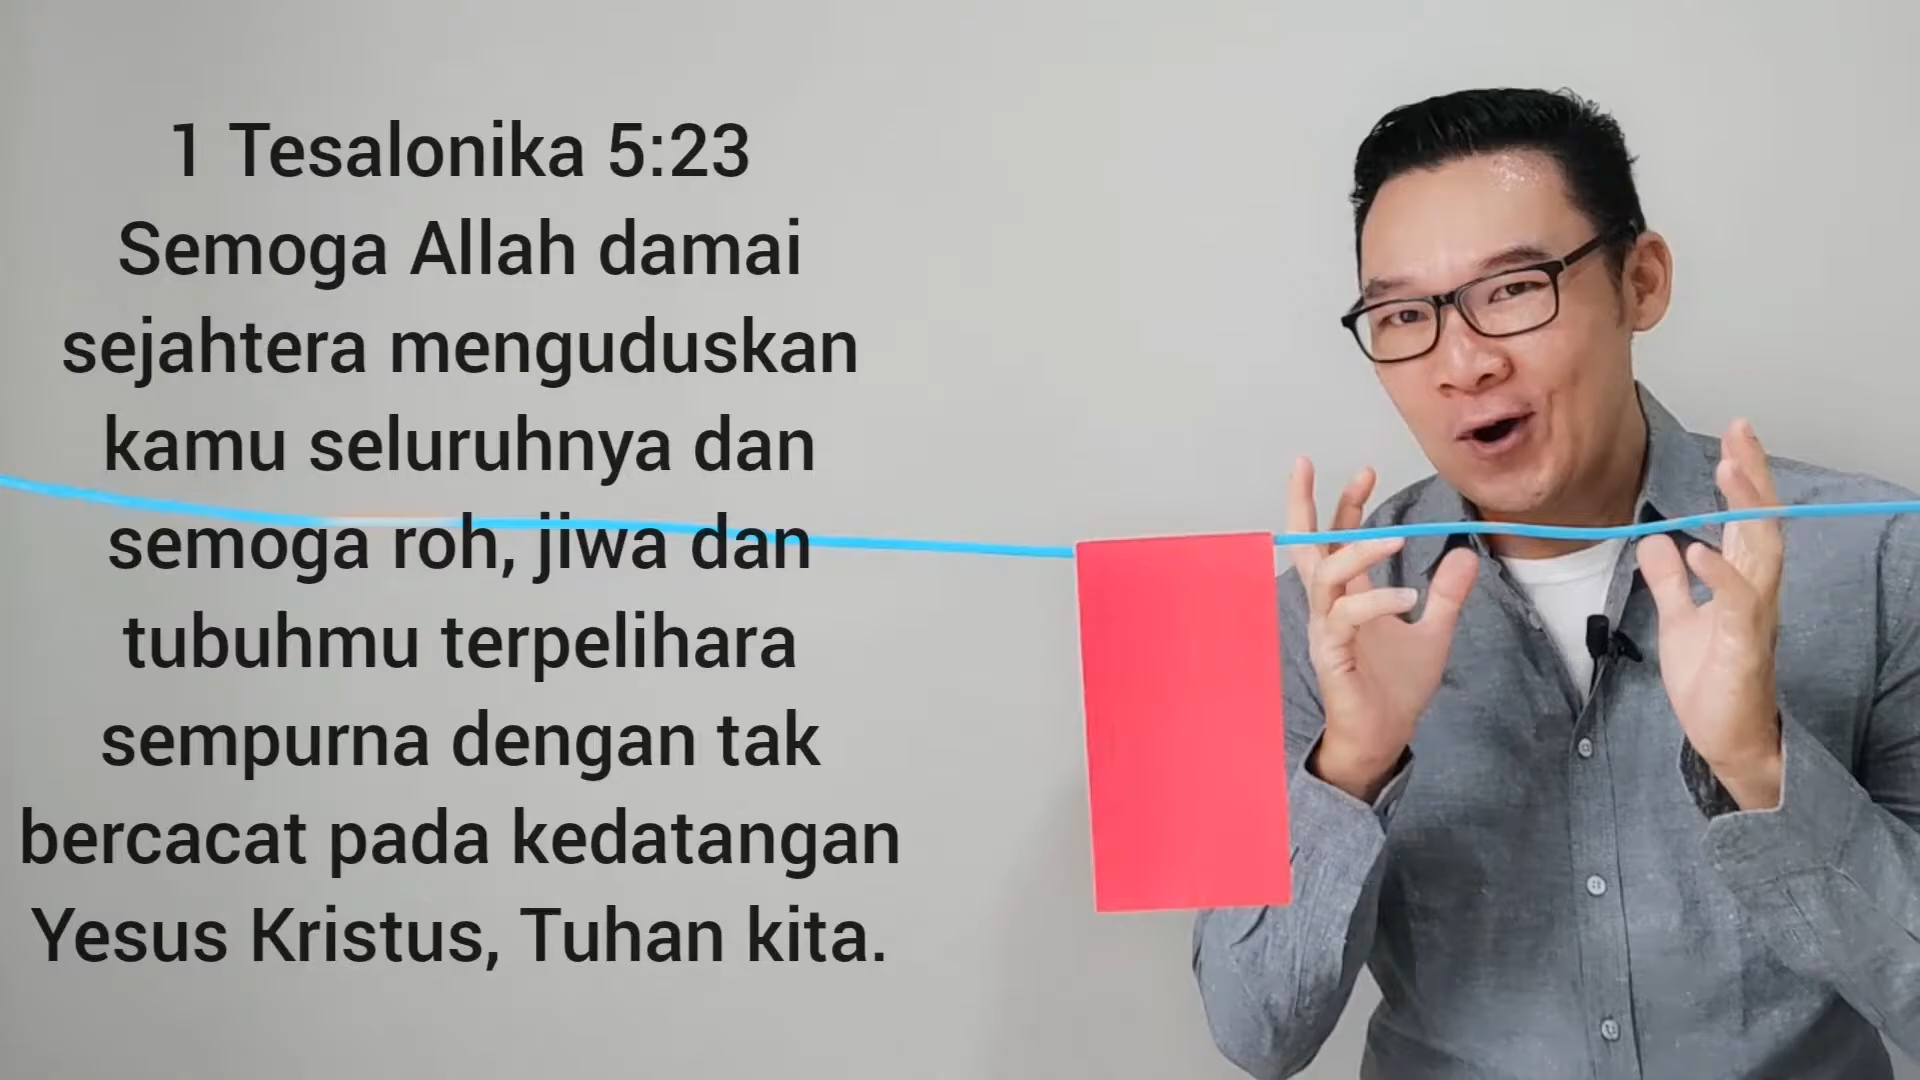 1 Tesalonika 5:23
Semoga Allah damai
sejahtera menguduskan
kamu seluruhnya dan
semoga roh, jiwa dan
tubuhmu terpelihara
sempurna dengan tak
bercacat pada kedatangan
Yesus Kristus, Tuhan kita.